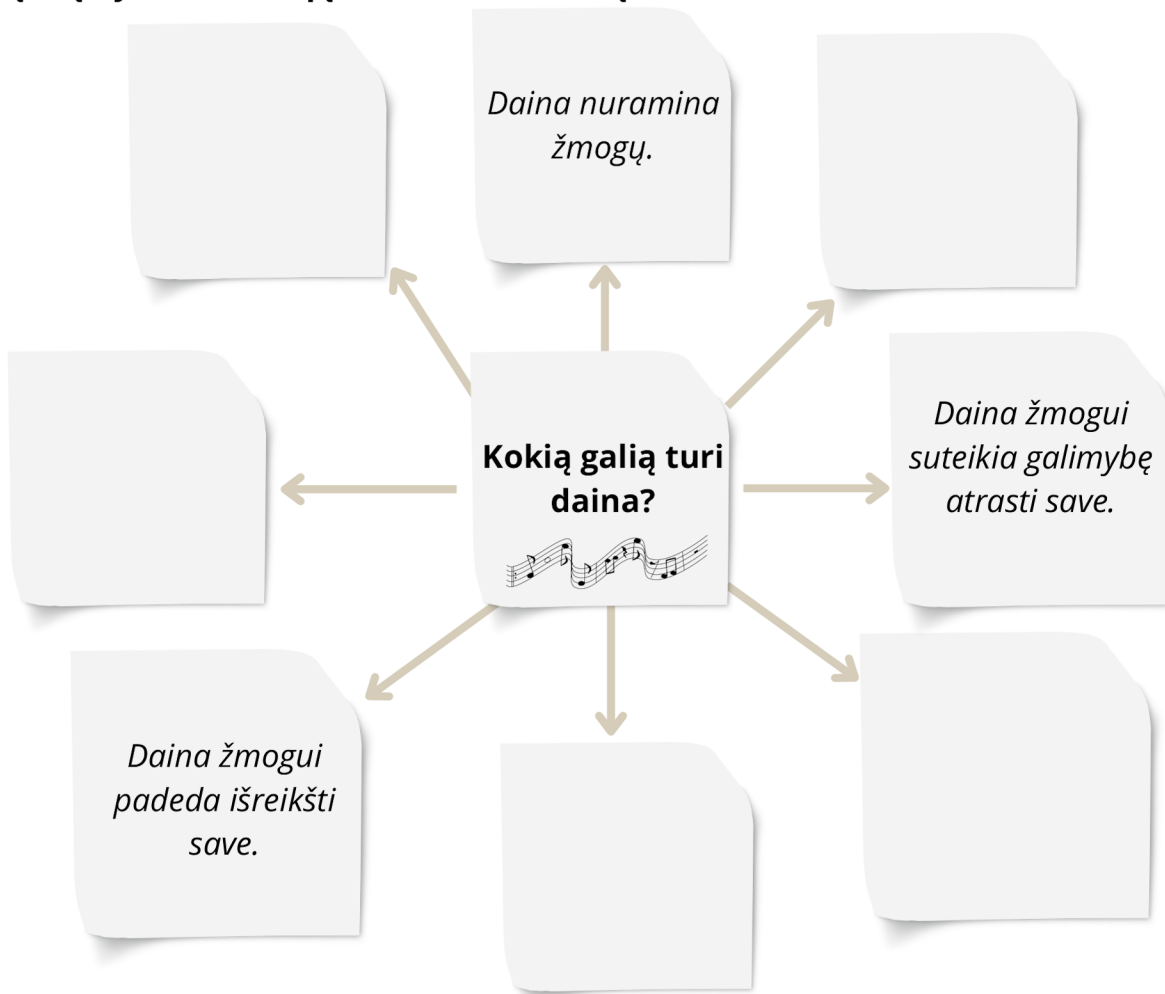 Daina nuramina
žmogų.
Kokią galią turi
daina?
Daina žmogui
suteikia galimybę
atrasti save.
Daina žmogui
padeda išreikšti
save.